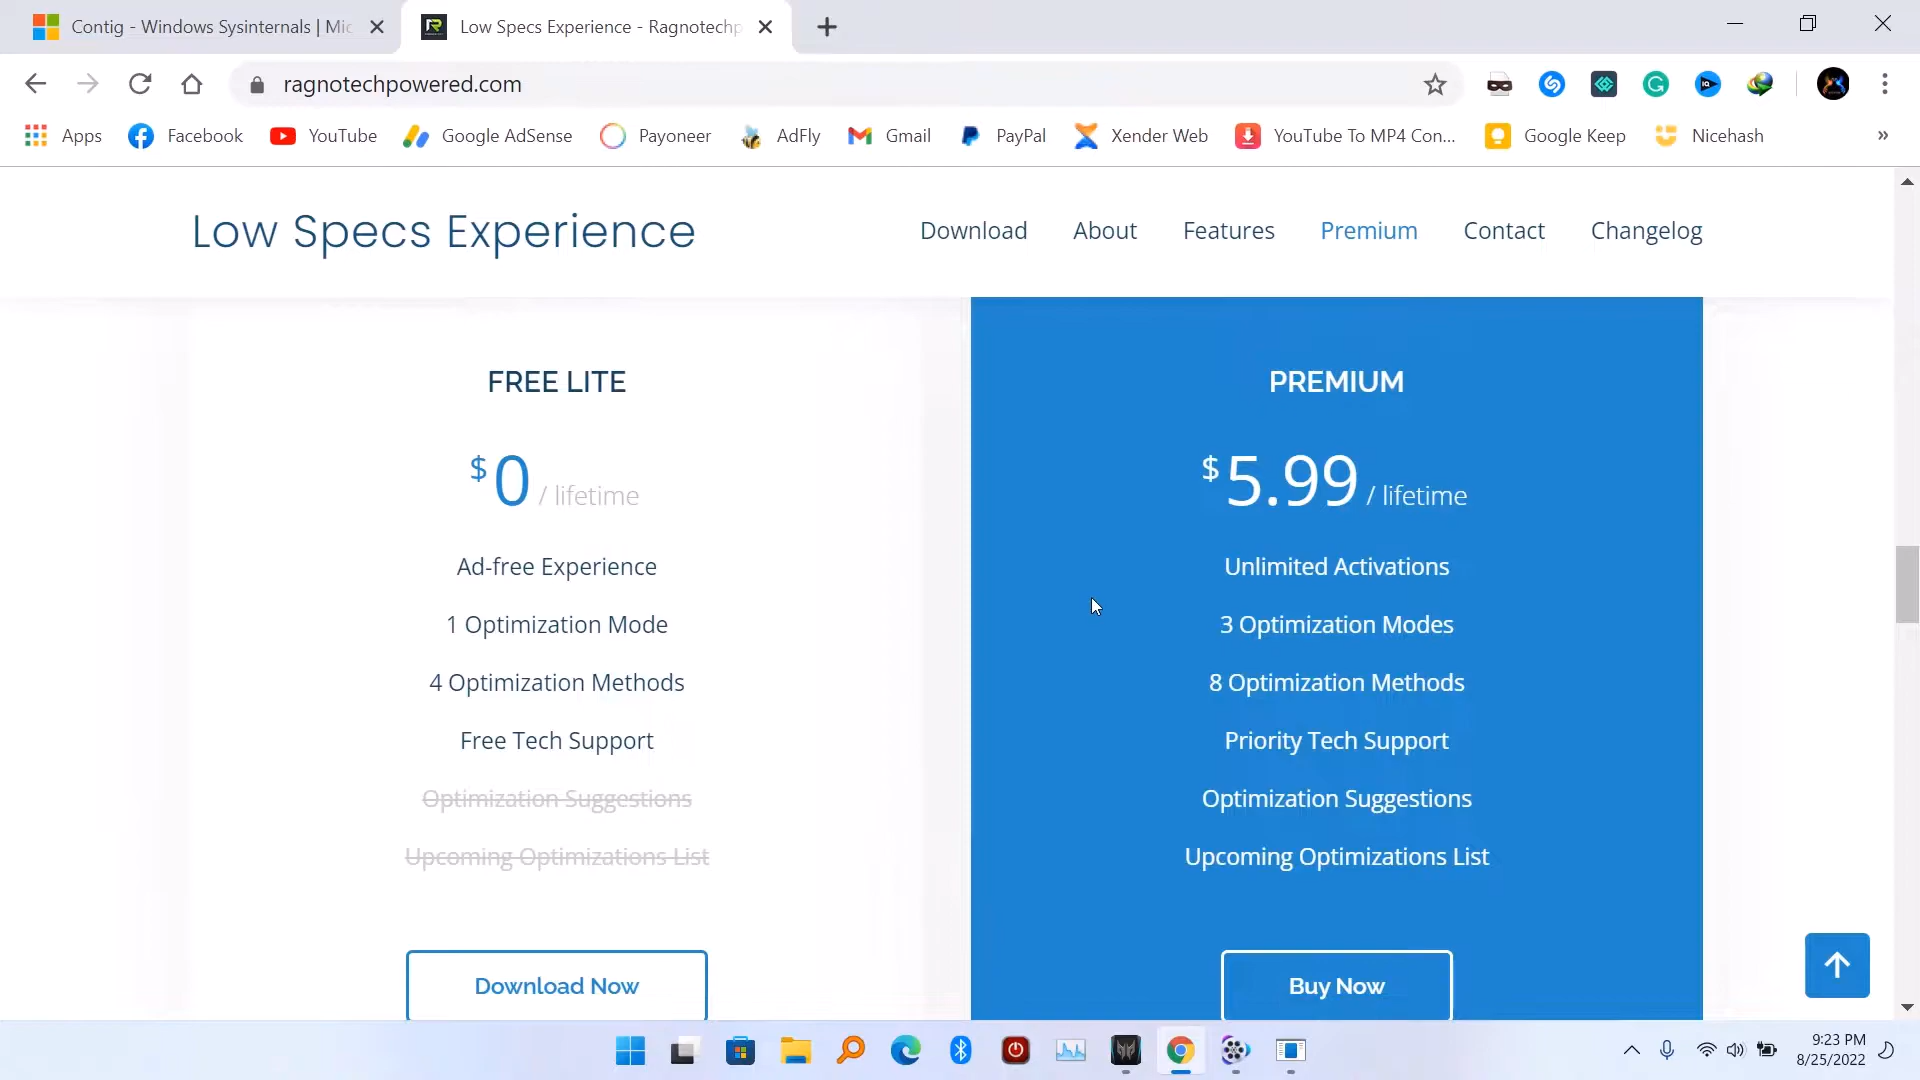 Contig - Windows Sysinternals | Mic
Low Specs Experience - Ragnotechp
ragnotechpowered.com
Apps
Facebook
YouTube
Google AdSense
Payoneer
AdFly
Gmail
PayPal
Xender Web
YouTube To MP4 Con...
Google Keep
Nicehash
»
Low Specs Experience
Download
About
Features
Premium
Contact
Changelog
FREE LITE
$0 / lifetime
Ad-free Experience
1 Optimization Mode
4 Optimization Methods
Free Tech Support
Optimization Suggestions
Upcoming Optimizations List
Download Now
PREMIUM
$5.99 / lifetime
Unlimited Activations
3 Optimization Modes
8 Optimization Methods
Priority Tech Support
Optimization Suggestions
Upcoming Optimizations List
Buy Now
9:23 PM
8/25/2022